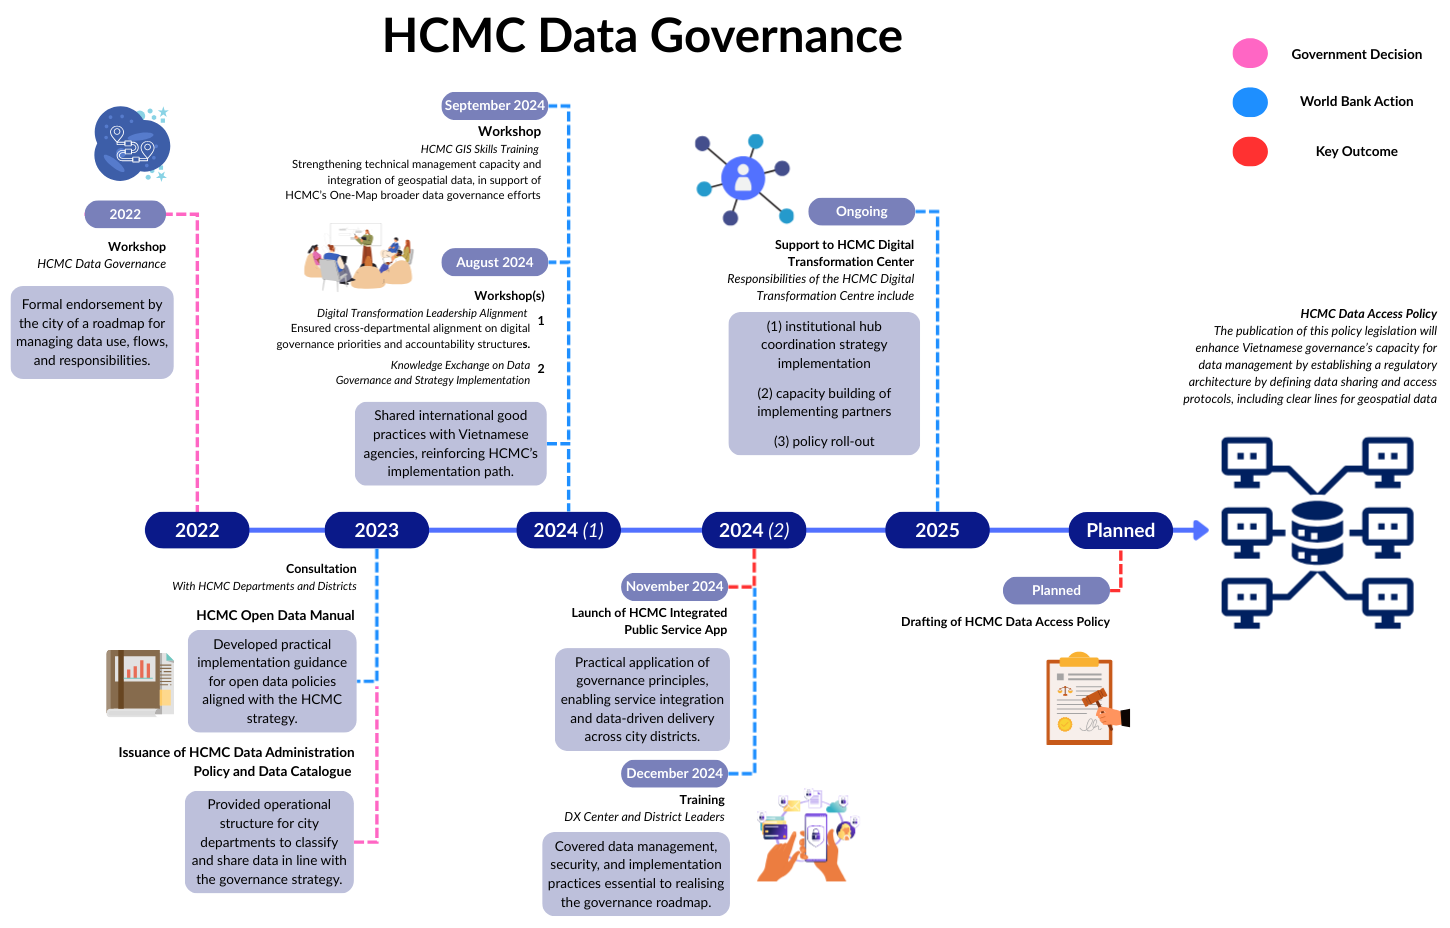 HCMC Data Governance
Government Decision
World Bank Action
Key Outcome
2022
Workshop
HCMC Data Governance
Formal endorsement by
the city of a roadmap for
managing data use, flows,
and responsibilities.
September 2024
Workshop
HCMC GIS Skills Training
Strengthening technical management capacity and
integration of geospatial data, in support of
HCMC's One-Map broader data governance efforts
August 2024
Workshop(s)
Digital Transformation Leadership Alignment
1
Ensured cross-departmental alignment on digital
governance priorities and accountability structures.
Knowledge Exchange on Data
2
Governance and Strategy Implementation
Shared international good
practices with Vietnamese
agencies, reinforcing HCMC's
implementation path.
Ongoing
Support to HCMC Digital
Transformation Center
Responsibilities of the HCMC Digital
Transformation Centre include
(1) institutional hub
coordination strategy
implementation
(2) capacity building of
implementing partners
(3) policy roll-out
HCMC Data Access Policy
The publication of this policy legislation will
enhance Vietnamese governance's capacity for
data management by establishing a regulatory
architecture by defining data sharing and access
protocols, including clear lines for geospatial data
2022
2023
2024 (1)
2024 (2)
2025
Planned
Consultation
With HCMC Departments and Districts
HCMC Open Data Manual
Developed practical
implementation guidance
for open data policies
aligned with the HCMC
strategy.
Issuance of HCMC Data Administration
Policy and Data Catalogue
Provided operational
structure for city
departments to classify
and share data in line with
the governance strategy.
November 2024
Launch of HCMC Integrated
Public Service App
Practical application of
governance principles,
enabling service integration
and data-driven delivery
across city districts.
December 2024
Training
DX Center and District Leaders
Covered data management,
security, and implementation
practices essential to realising
the governance roadmap.
Planned
Drafting of HCMC Data Access Policy